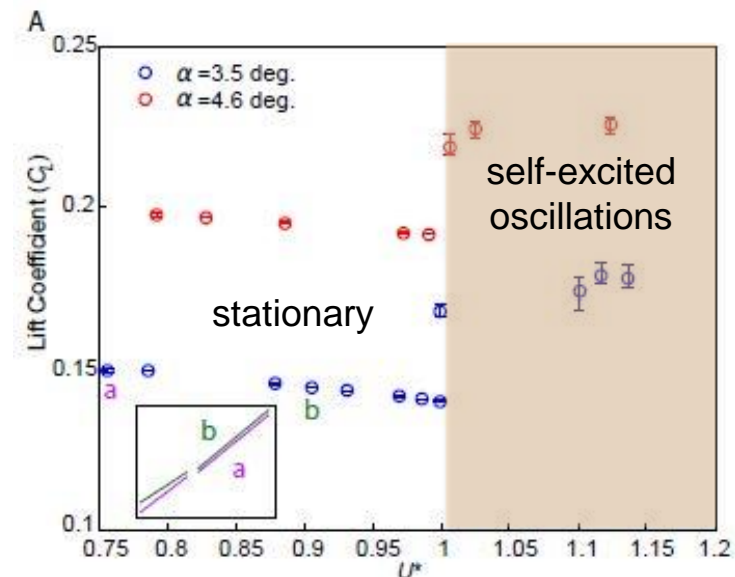 A
0.25
α =3.5 deg.
α =4.6 deg.
self-excited
oscillations
0.2
Lift Coefficient (C_L)
stationary
0.15
a
b
b
a
0.1
0.75 0.8 0.85 0.9 0.95 1 1.05 1.1 1.15 1.2
U*